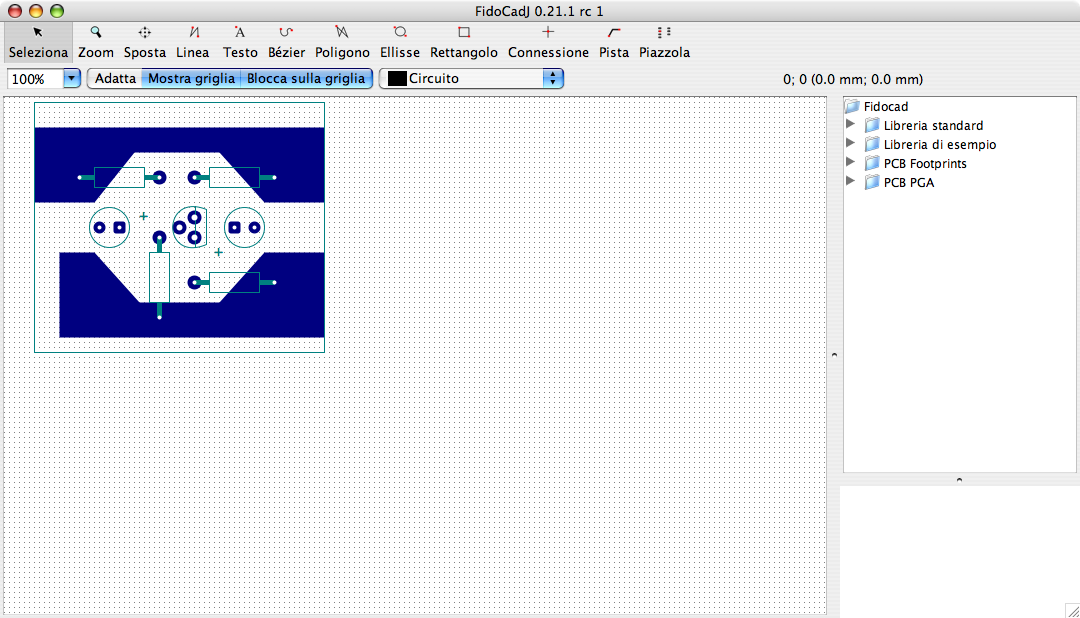 FidoCadJ 0.21.1 rc 1
Seleziona Zoom Sposta Linea Testo Bézier Poligono Ellisse Rettangolo Connessione Pista Piazzola
100% Adatta Mostra griglia Blocca sulla griglia Circuito 0; 0 (0.0 mm; 0.0 mm)
Fidocad
Libreria standard
Libreria di esempio
PCB Footprints
PCB PGA